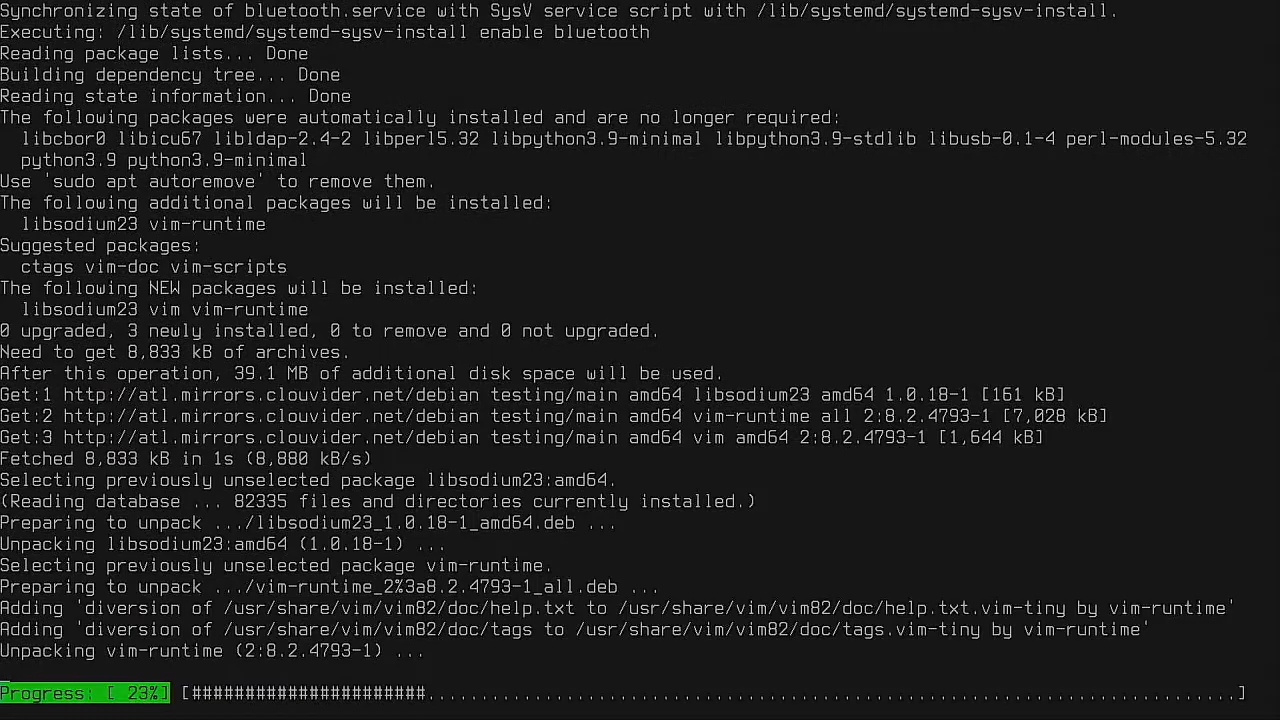 Synchronizing state of bluetooth.service with SysV service script with /lib/systemd/systemd-sysv-install.
Executing: /lib/systemd/systemd-sysv-install enable bluetooth
Reading package lists... Done
Building dependency tree... Done
Reading state information... Done
The following packages were automatically installed and are no longer required:
  libcbor0 libicu67 libldap-2.4-2 libperl5.32 libpython3.9-minimal libpython3.9-stdlib libusb-0.1-4 perl-modules-5.32
  python3.9 python3.9-minimal
Use 'sudo apt autoremove' to remove them.
The following additional packages will be installed:
  libsodium23 vim-runtime
Suggested packages:
  ctags vim-doc vim-scripts
The following NEW packages will be installed:
  libsodium23 vim vim-runtime
0 upgraded, 3 newly installed, 0 to remove and 0 not upgraded.
Need to get 8,833 kB of archives.
After this operation, 39.1 MB of additional disk space will be used.
Get:1 http://atl.mirrors.clouvider.net/debian testing/main amd64 libsodium23 amd64 1.0.18-1 [161 kB]
Get:2 http://atl.mirrors.clouvider.net/debian testing/main amd64 vim-runtime all 2:8.2.4793-1 [7,028 kB]
Get:3 http://atl.mirrors.clouvider.net/debian testing/main amd64 vim amd64 2:8.2.4793-1 [1,644 kB]
Fetched 8,833 kB in 1s (8,880 kB/s)
Selecting previously unselected package libsodium23:amd64.
(Reading database ... 82335 files and directories currently installed.)
Preparing to unpack .../libsodium23_1.0.18-1_amd64.deb ...
Unpacking libsodium23:amd64 (1.0.18-1) ...
Selecting previously unselected package vim-runtime.
Preparing to unpack .../vim-runtime_2%3a8.2.4793-1_all.deb ...
Adding 'diversion of /usr/share/vim/vim82/doc/help.txt to /usr/share/vim/vim82/doc/help.txt.vim-tiny by vim-runtime'
Adding 'diversion of /usr/share/vim/vim82/doc/tags to /usr/share/vim/vim82/doc/tags.vim-tiny by vim-runtime'
Unpacking vim-runtime (2:8.2.4793-1) ...
Progress: [ 23%] [######################............................................................................]